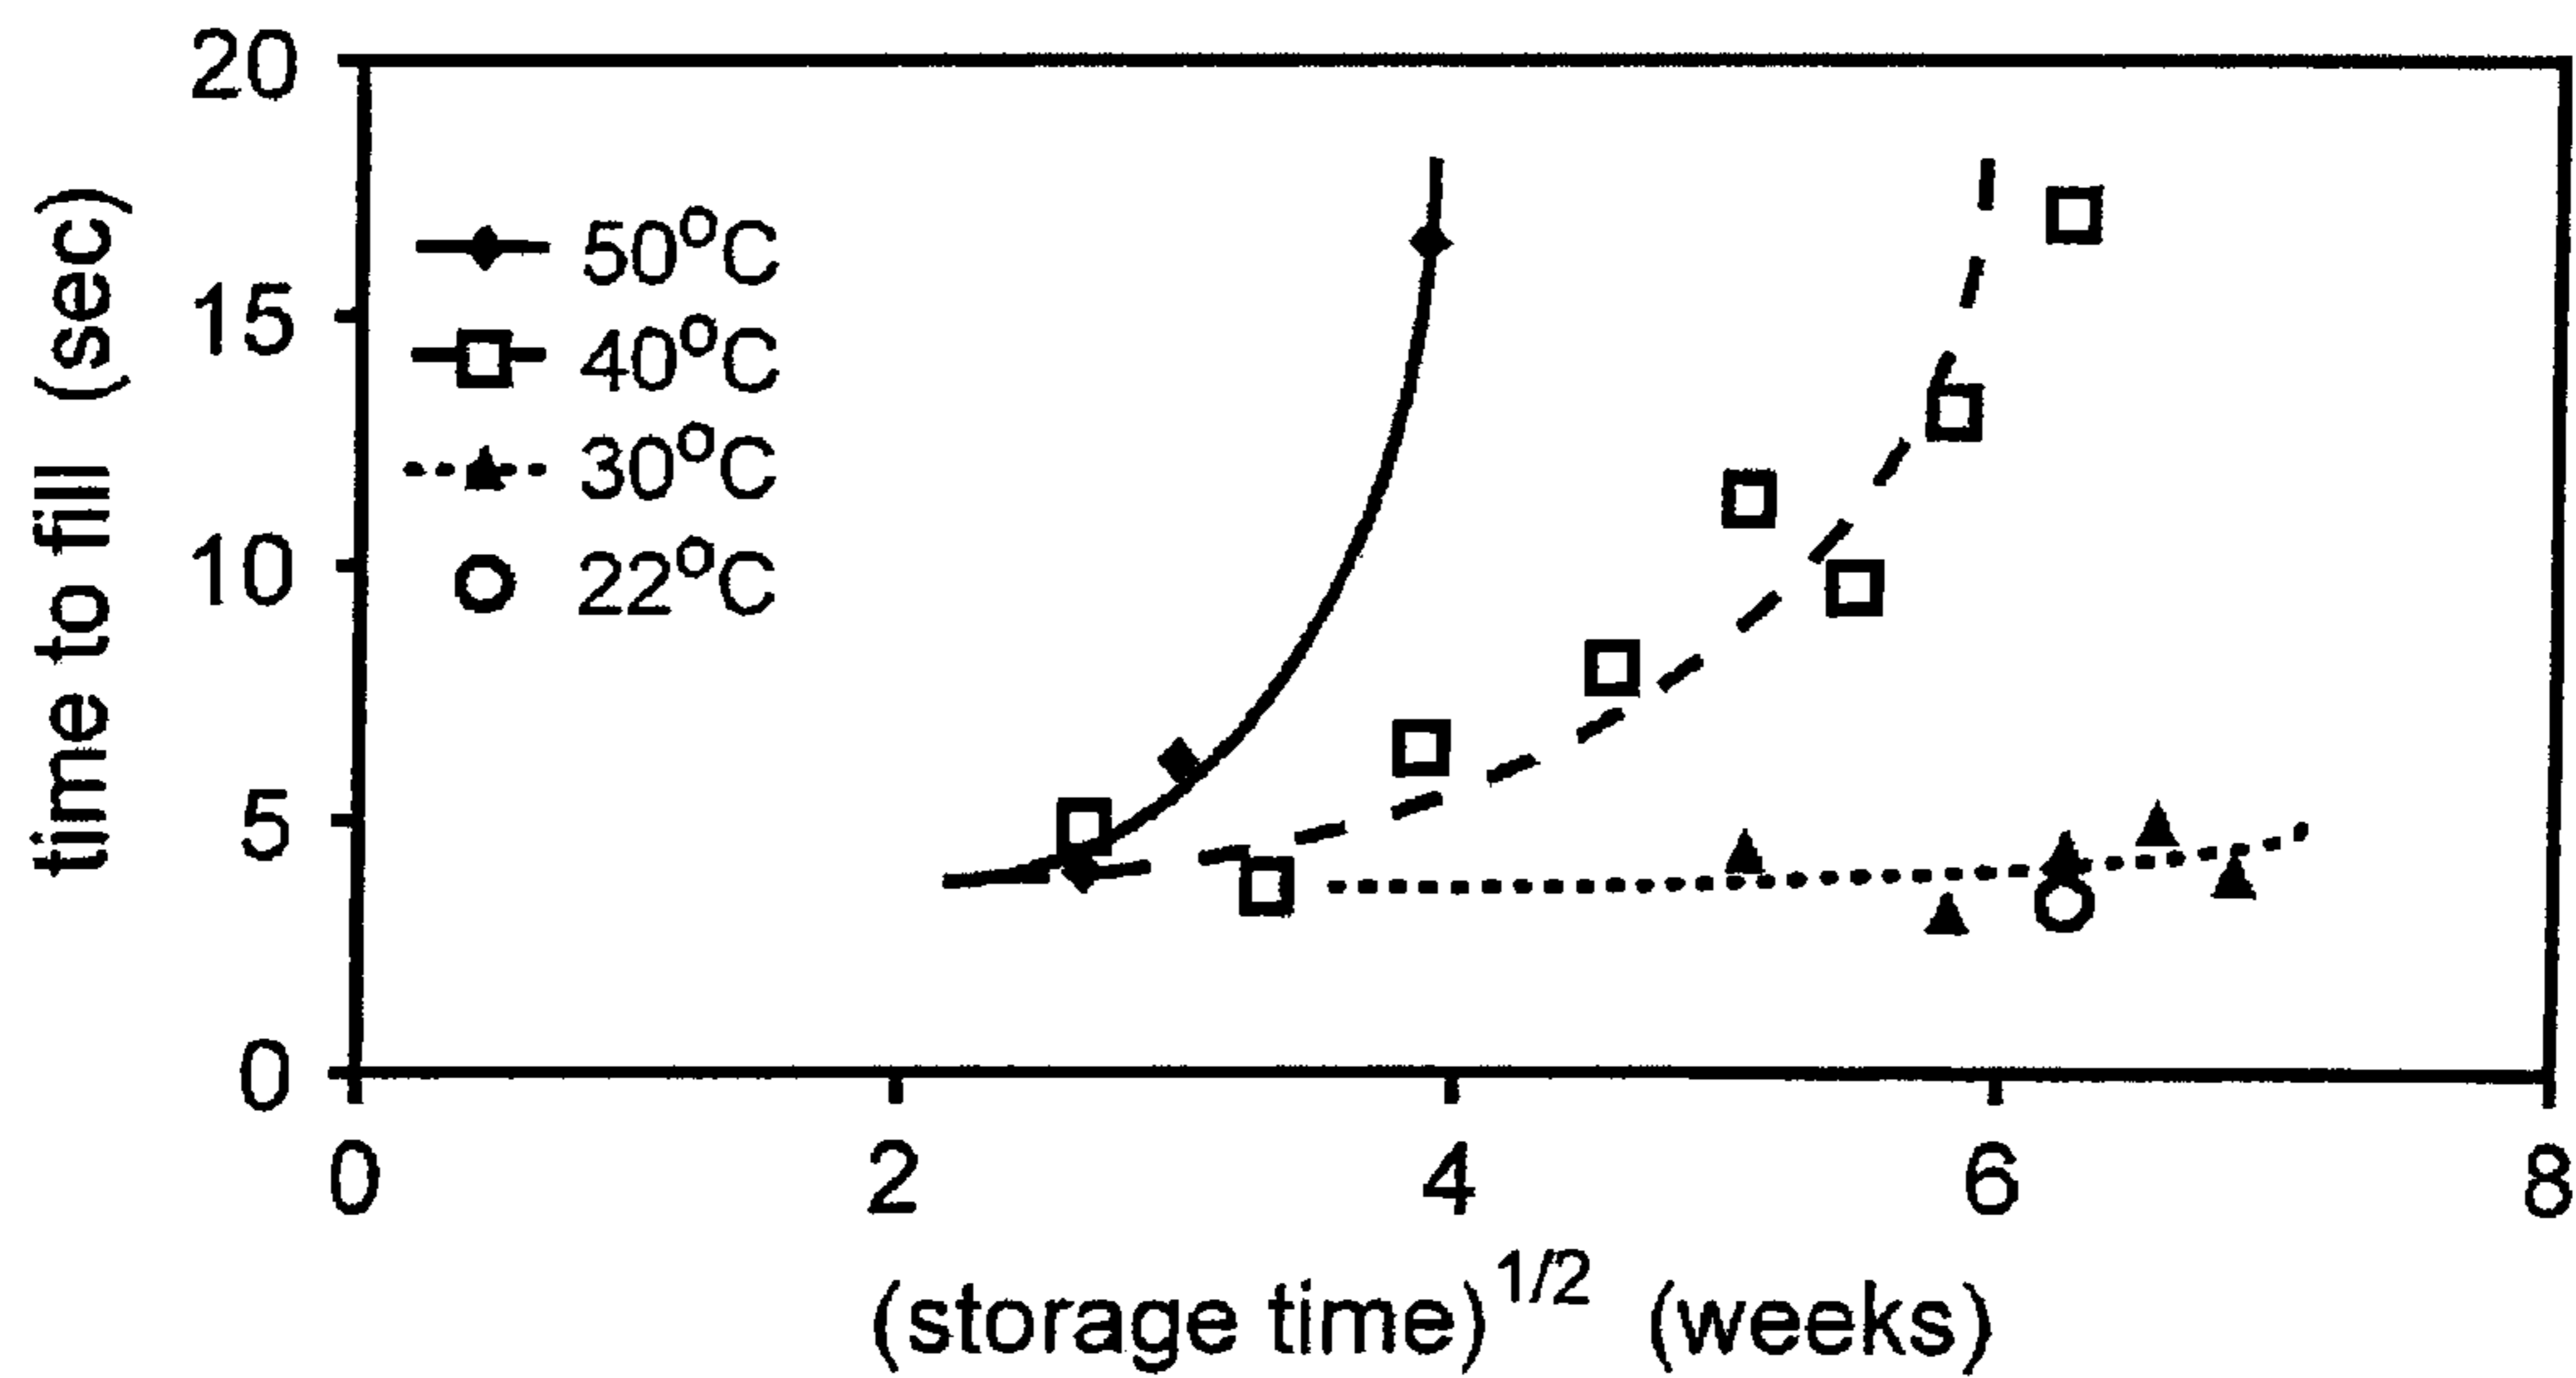 20
15
10
5
0
time to fill (sec)
50°C
40°C
30°C
22°C
0 2 4 6 8
(storage time)^1/2 (weeks)